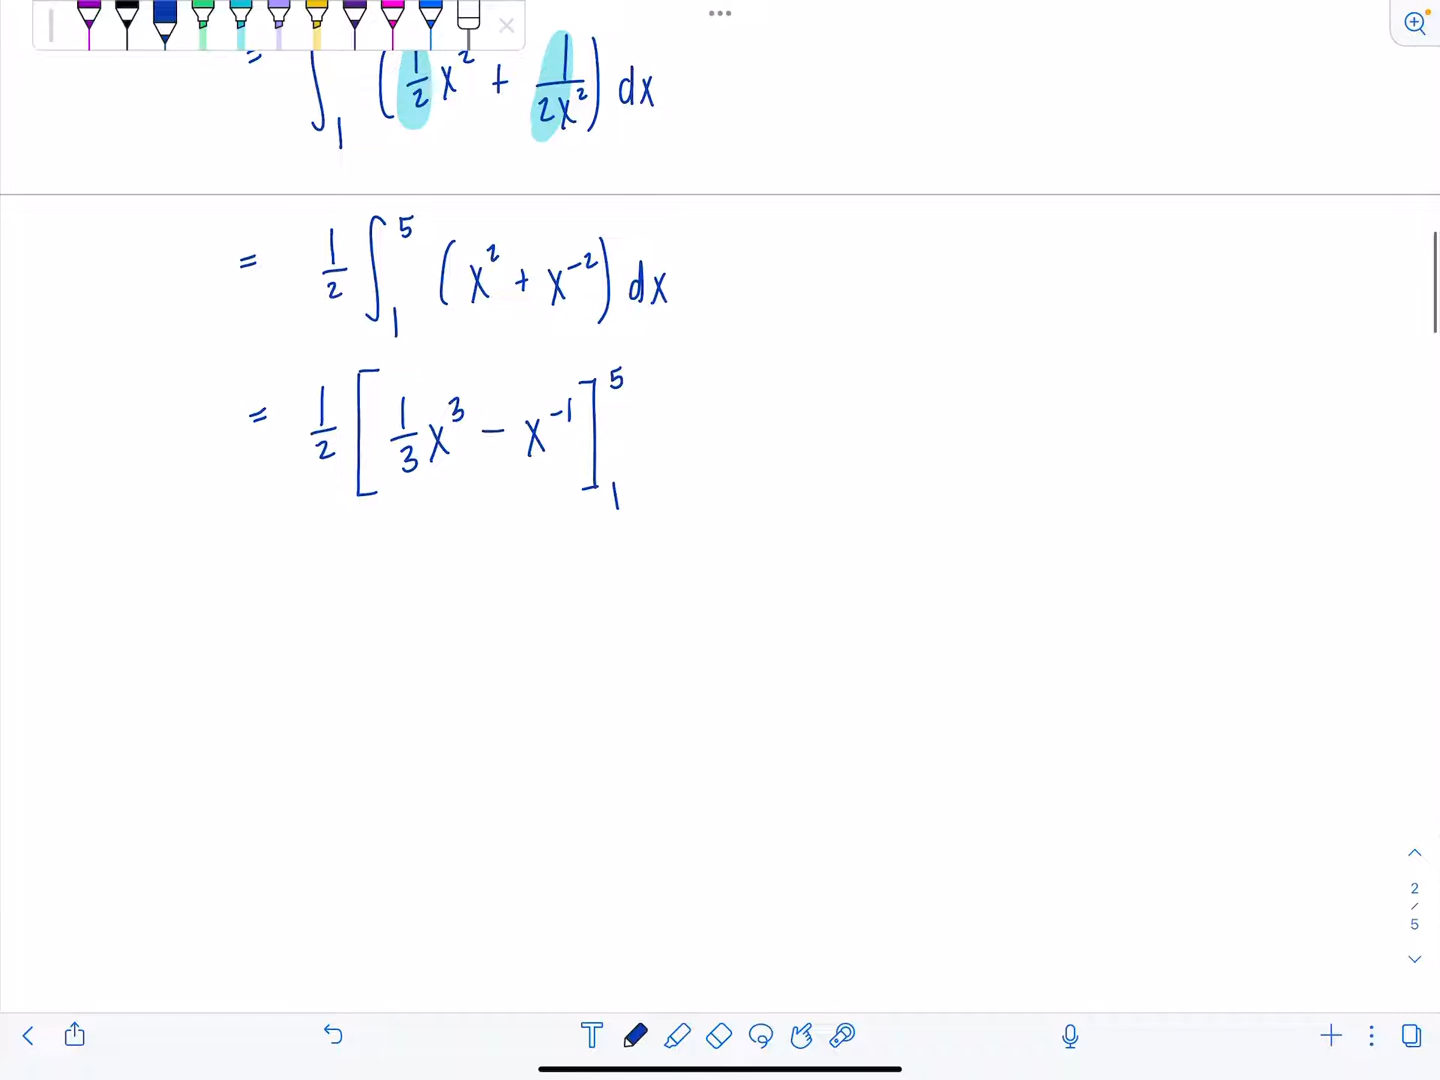 = ∫₁ (1/2 x² + 1/2x²) dx
= 1/2 ∫₁⁵ (x² + x⁻²) dx
= 1/2 [1/3 x³ − x⁻¹]₁⁵
2
/
5
T